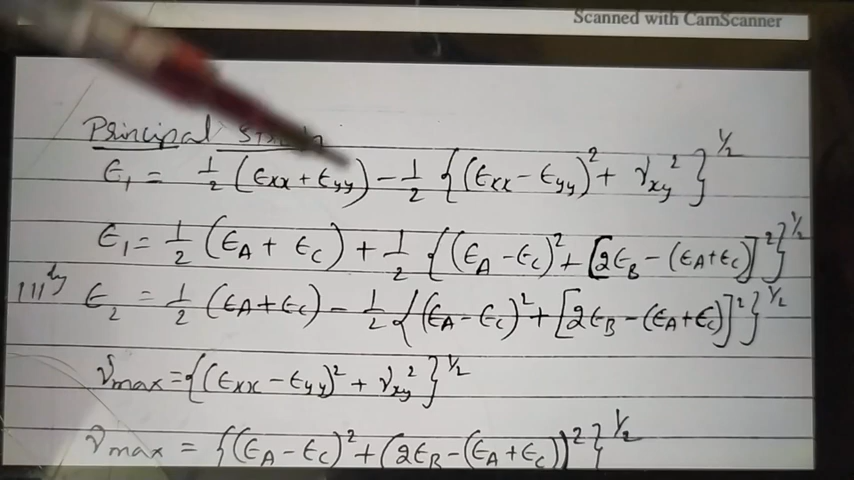 Scanned with CamScanner
Principal
ϵ₁ = ½ (ϵxx + ϵyy) - ½ {(ϵxx - ϵyy)² + γxy²}^½
ϵ₁ = ½ (ϵA + ϵC) + ½ {(ϵA - ϵC)² + [2ϵB - (ϵA+ϵC)]²}^½
|||ly ϵ₂ = ½ (ϵA+ϵC) - ½ {(ϵA - ϵC)² + [2ϵB - (ϵA+ϵC)]²}^½
γmax = {(ϵxx - ϵyy)² + γxy²}^½
γmax = {(ϵA - ϵC)² + (2ϵB - (ϵA+ϵC))²}^½